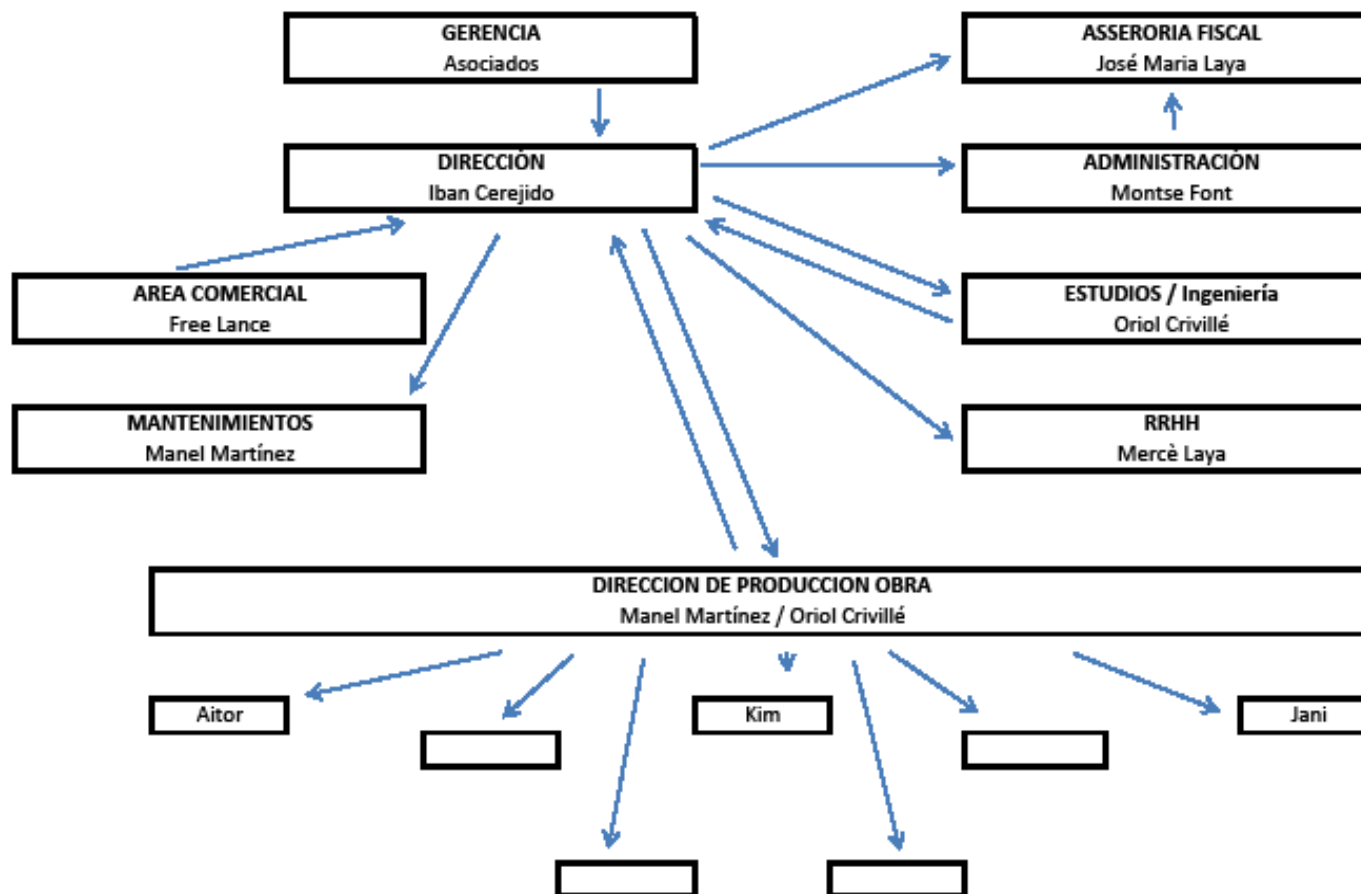 GERENCIA
Asociados
ASSERORIA FISCAL
José Maria Laya
DIRECCIÓN
Iban Cerejido
ADMINISTRACIÓN
Montse Font
AREA COMERCIAL
Free Lance
ESTUDIOS / Ingeniería
Oriol Crivillé
MANTENIMIENTOS
Manel Martínez
RRHH
Mercè Laya
DIRECCION DE PRODUCCION OBRA
Manel Martínez / Oriol Crivillé
Aitor
Kim
Jani